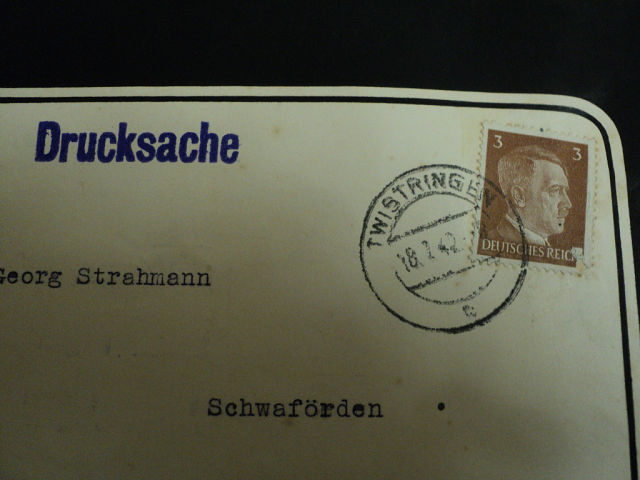 Drucksache
3 3
DEUTSCHES REICH
TWISTRINGEN
18.7.42
c
Georg Strahmann
Schwaförden